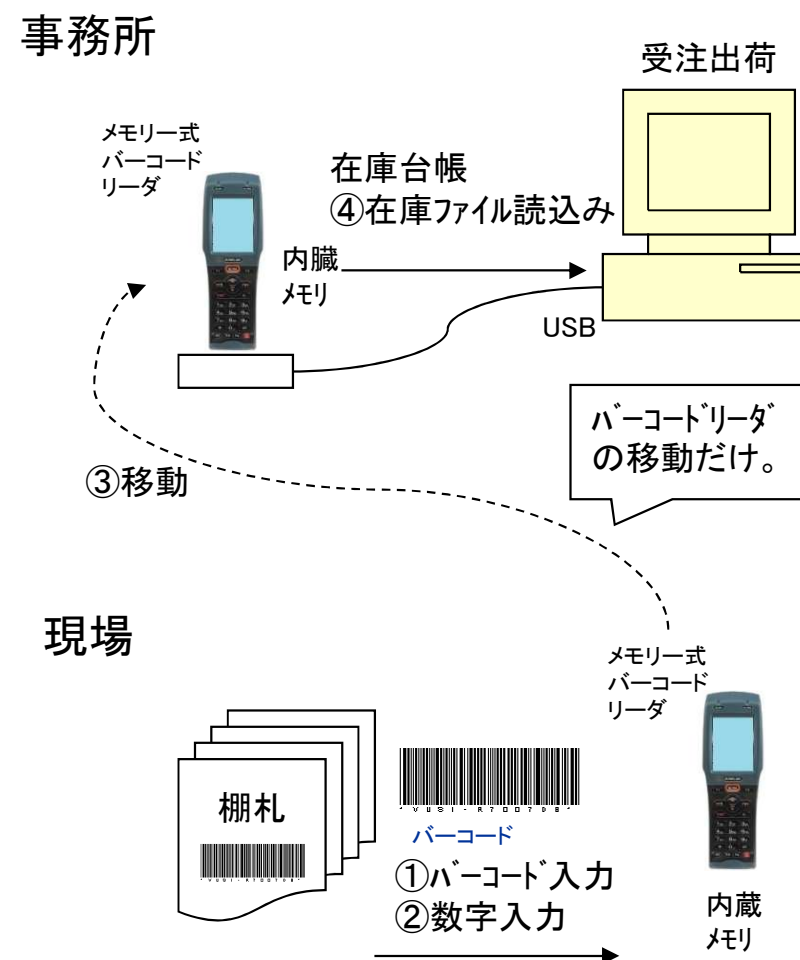 事務所
受注出荷
メモリー式
バーコード
リーダ
在庫台帳
④在庫ファイル読込み
内臓
メモリ
USB
バーコードリーダ
の移動だけ。
③移動
現場
メモリー式
バーコード
リーダ
棚札
バーコード
①バーコード入力
②数字入力
内蔵
メモリ